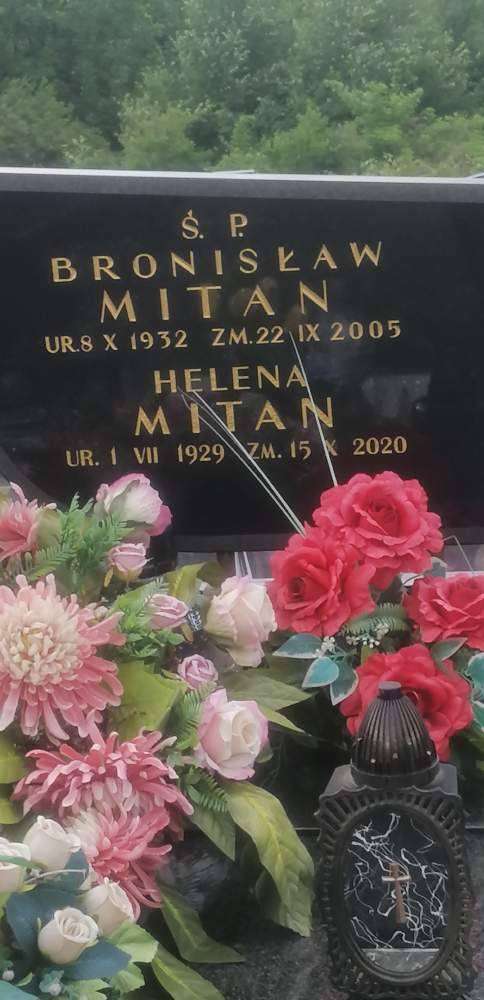 Ś. P.
BRONISŁAW
MITAN
UR. 8 X 1932 ZM. 22 IX 2005
HELENA
MITAN
UR. 1 VII 1929 ZM. 15 X 2020